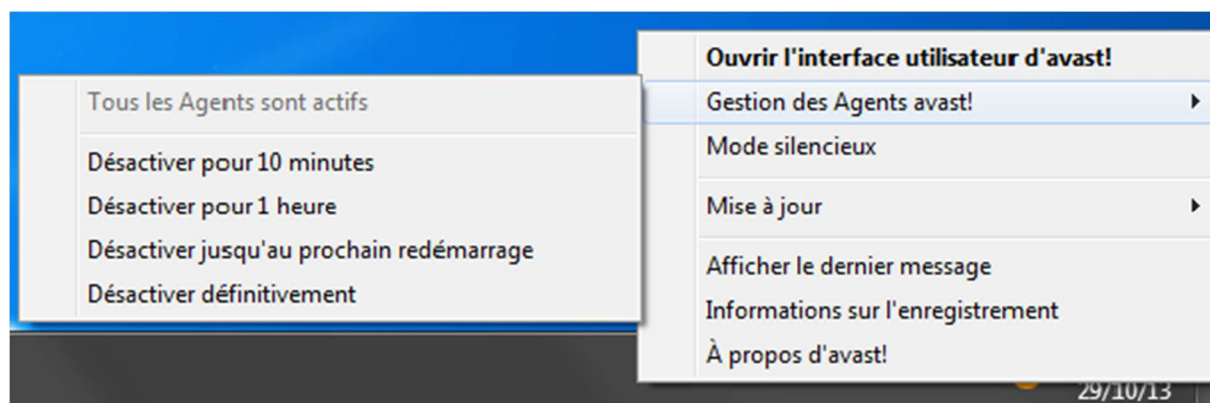 Ouvrir l'interface utilisateur d'avast!
Gestion des Agents avast!
Mode silencieux
Mise à jour
Afficher le dernier message
Informations sur l'enregistrement
À propos d'avast!
Tous les Agents sont actifs
Désactiver pour 10 minutes
Désactiver pour 1 heure
Désactiver jusqu'au prochain redémarrage
Désactiver définitivement
29/10/13